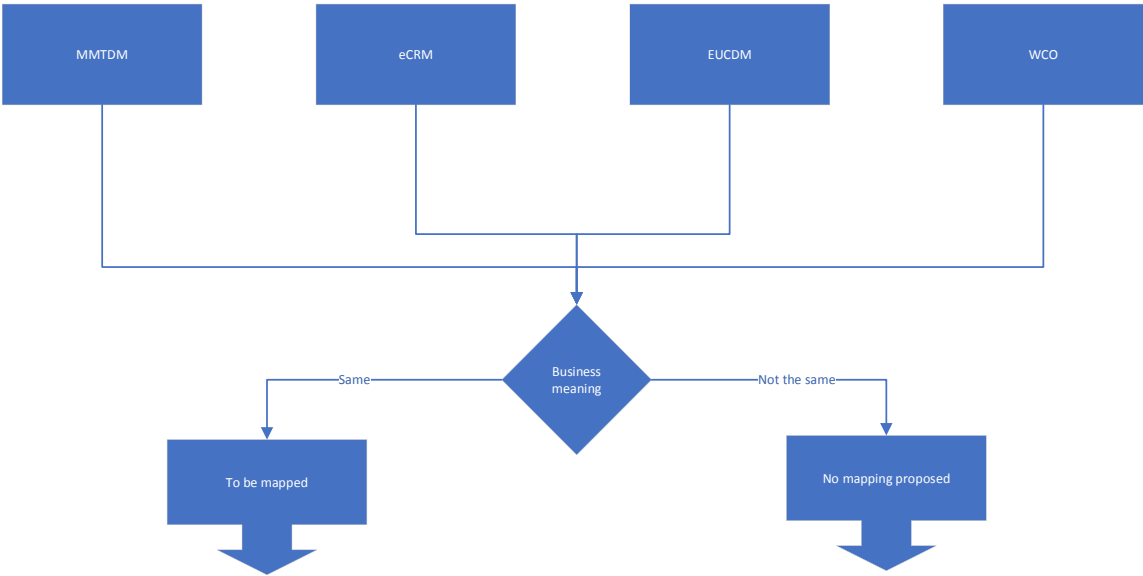 MMTDM
eCRM
EUCDM
WCO
Business
meaning
Same
Not the same
To be mapped
No mapping proposed